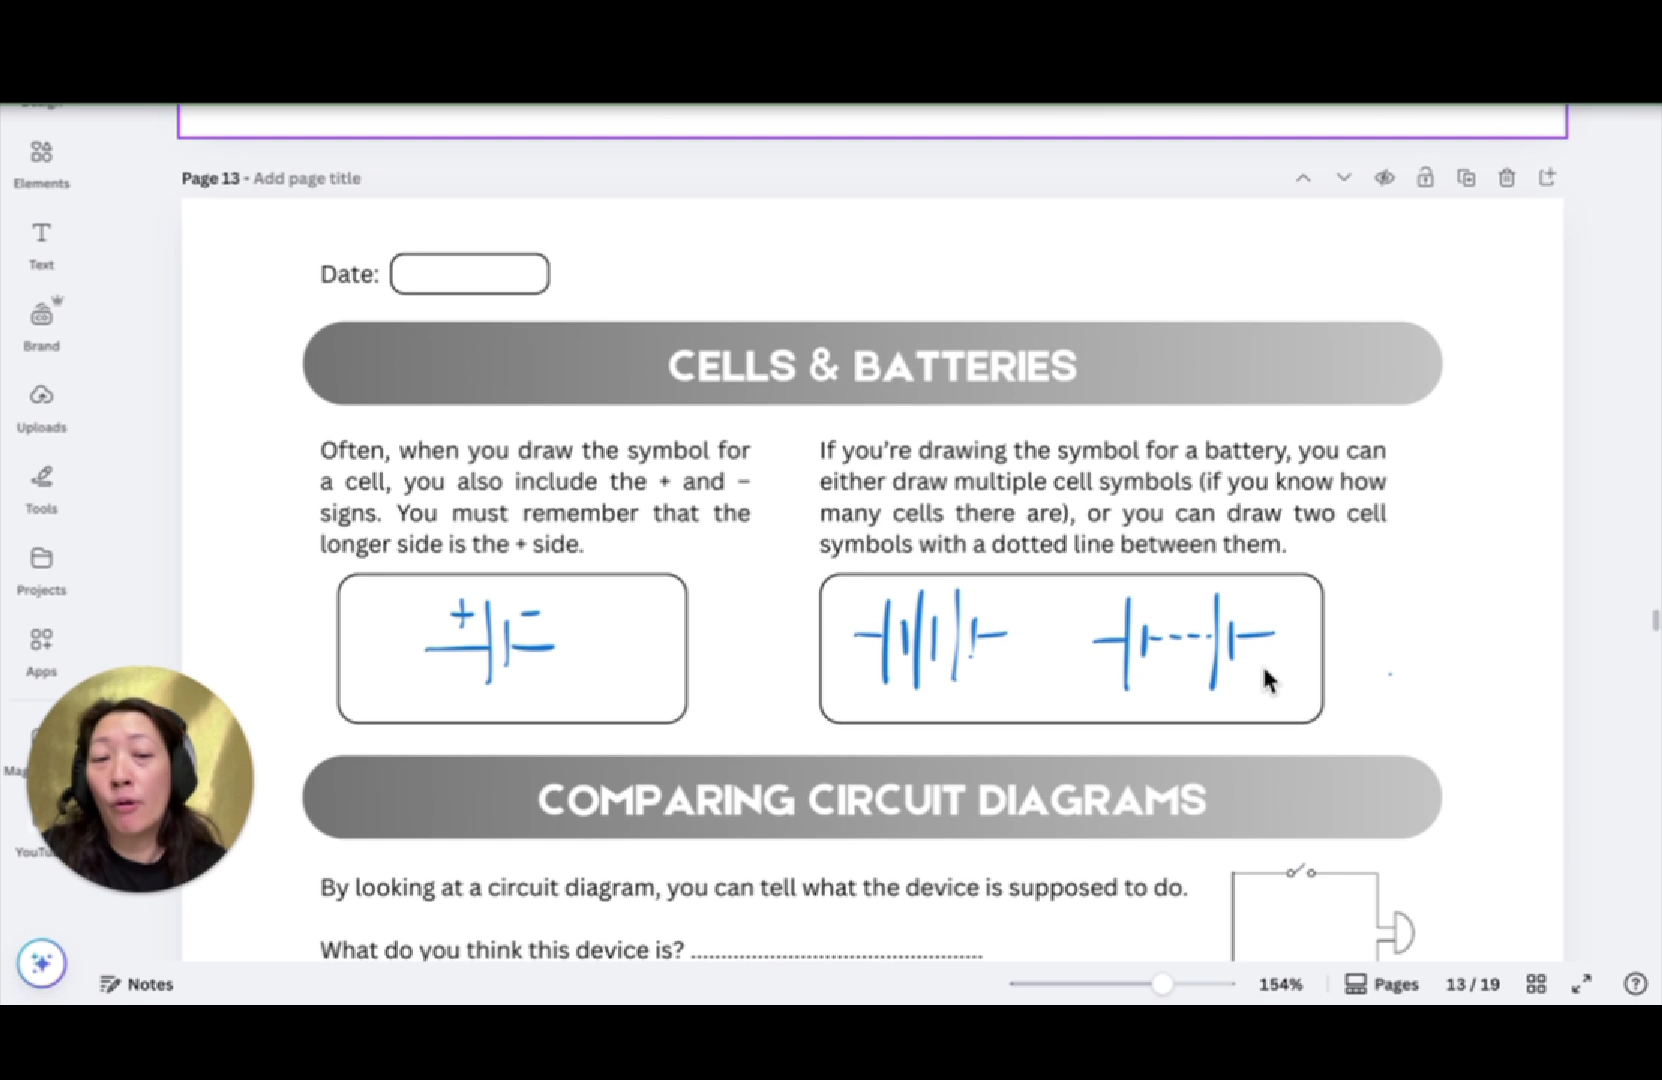 Elements
Page 13 - Add page title
Text
Date:
Brand
CELLS & BATTERIES
Uploads
Often, when you draw the symbol for
a cell, you also include the + and –
signs. You must remember that the
longer side is the + side.
If you're drawing the symbol for a battery, you can
either draw multiple cell symbols (if you know how
many cells there are), or you can draw two cell
symbols with a dotted line between them.
Tools
Projects
+ −
Apps
COMPARING CIRCUIT DIAGRAMS
By looking at a circuit diagram, you can tell what the device is supposed to do.
What do you think this device is? ................................................
Notes
154%
Pages
13 / 19
?